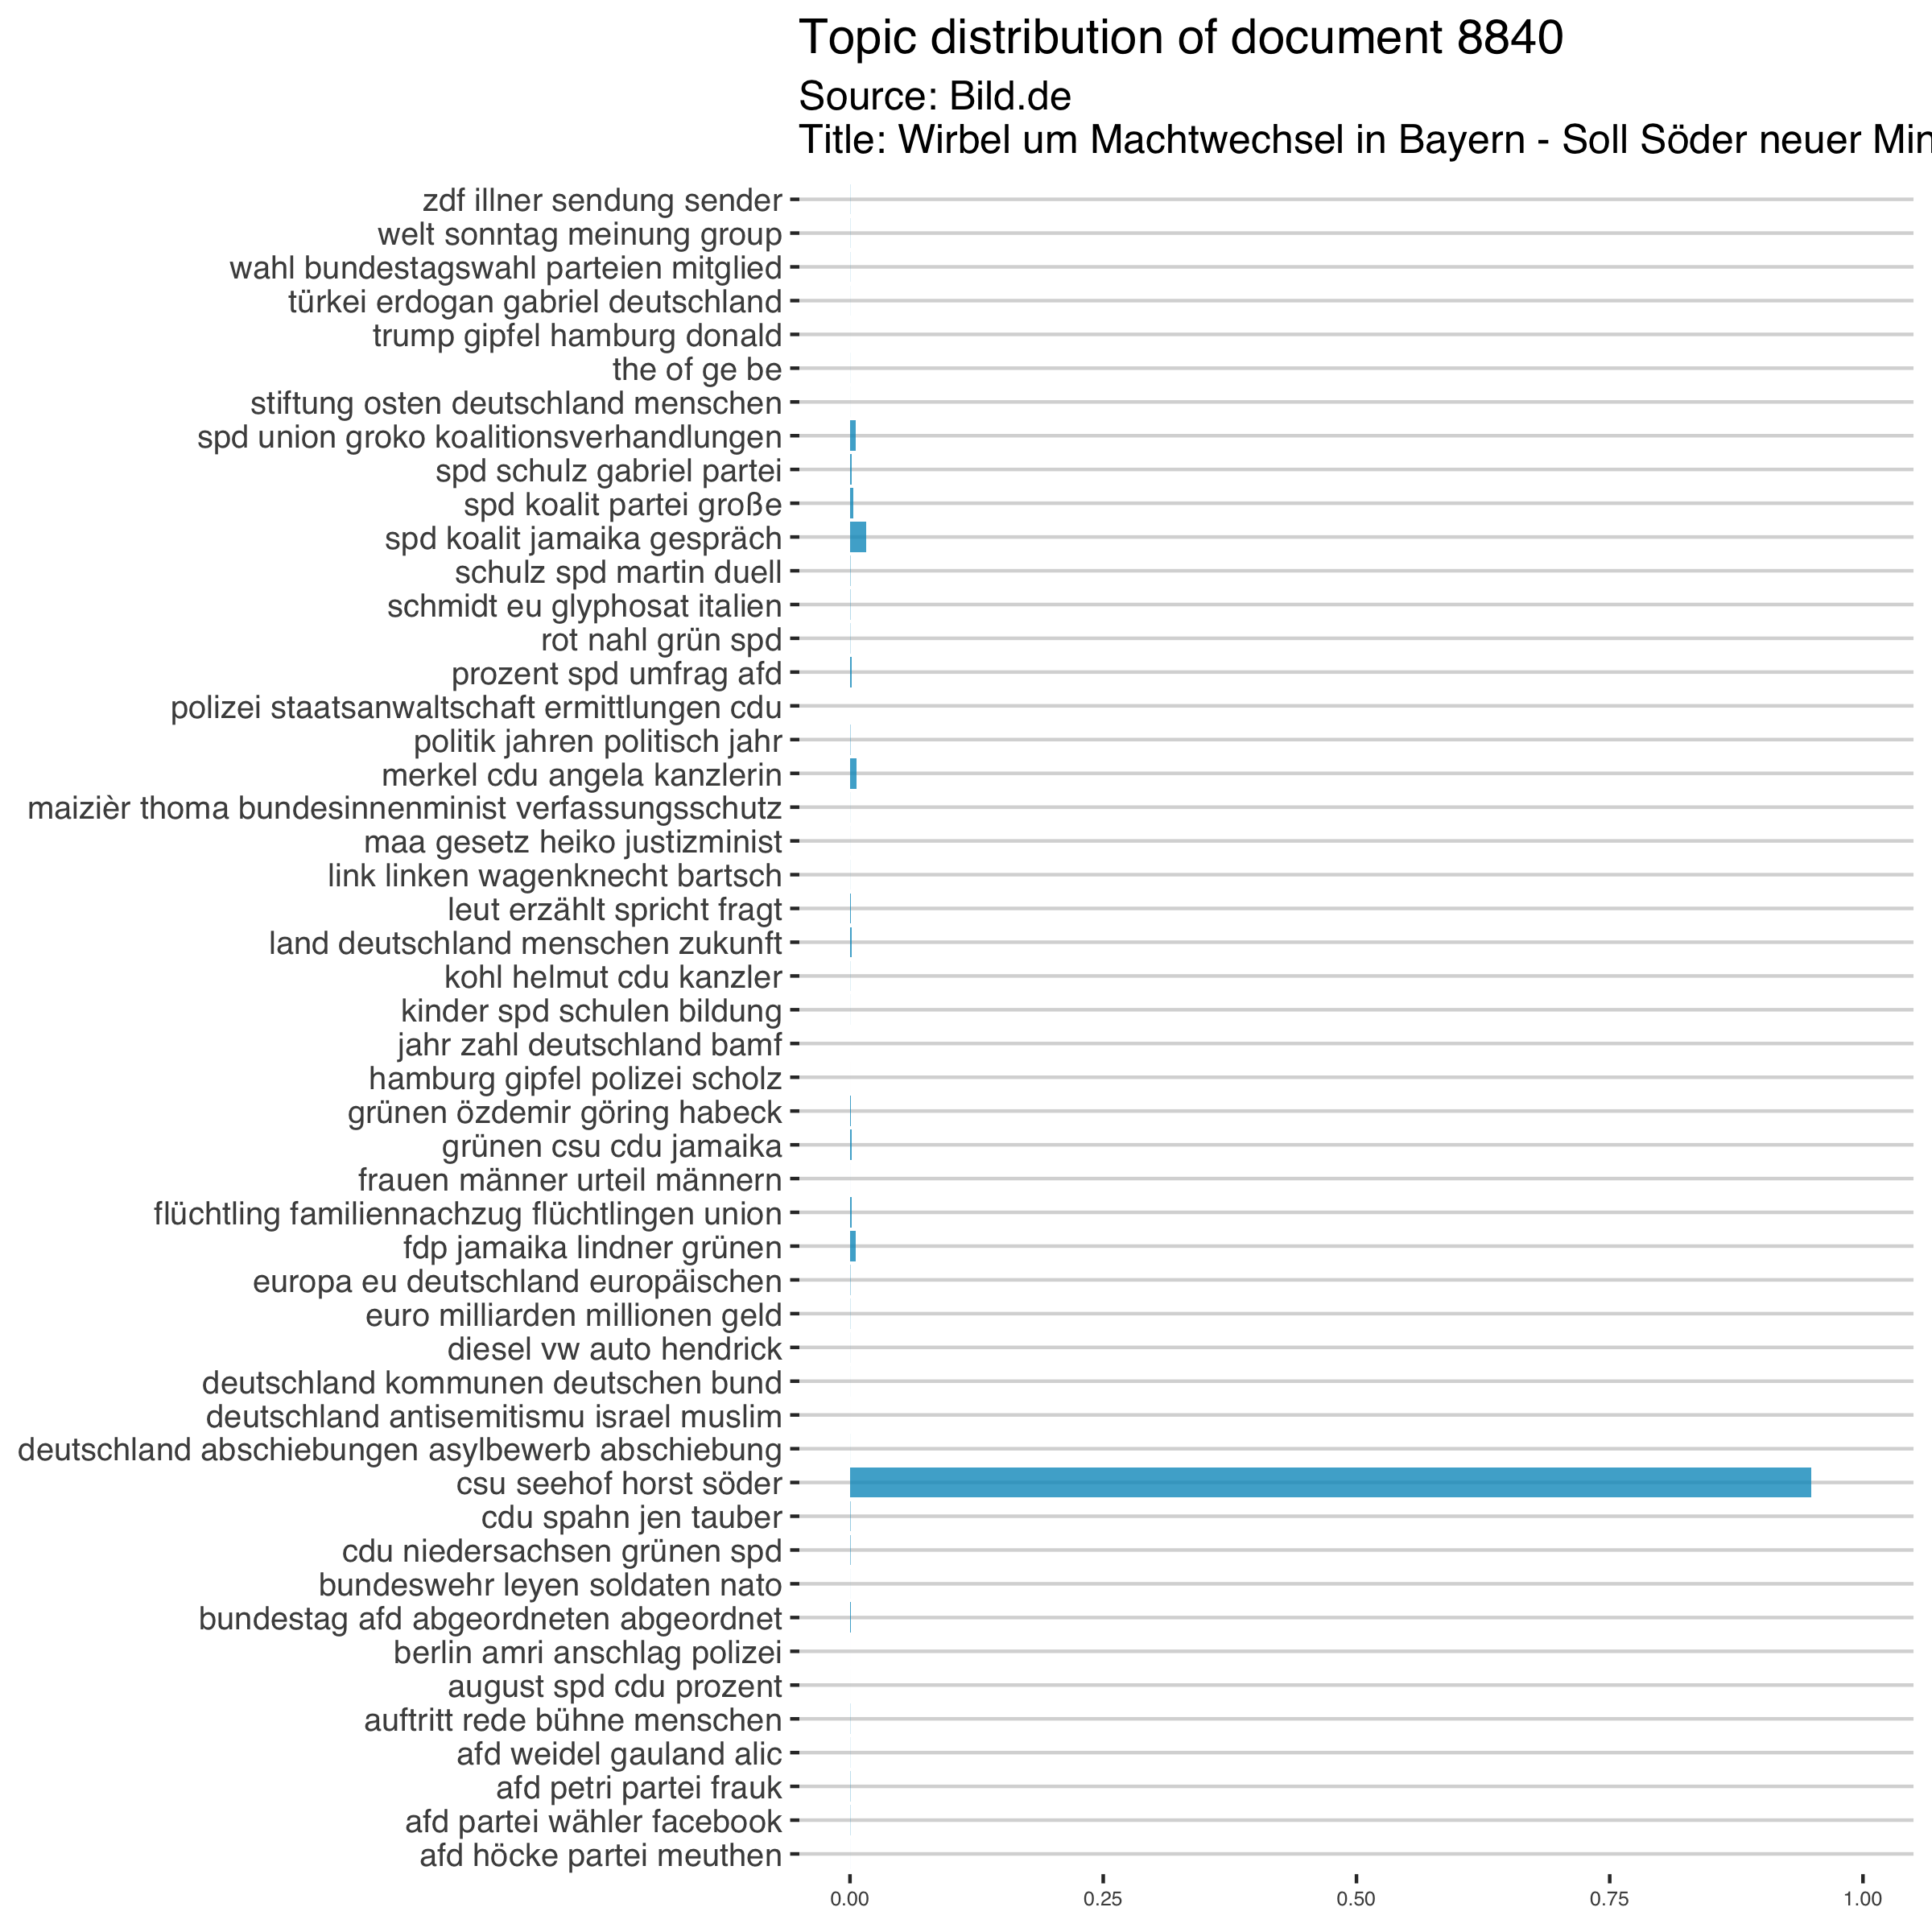 Topic distribution of document 8840
Source: Bild.de
Title: Wirbel um Machtwechsel in Bayern - Soll Söder neuer Min
zdf illner sendung sender
welt sonntag meinung group
wahl bundestagswahl parteien mitglied
türkei erdogan gabriel deutschland
trump gipfel hamburg donald
the of ge be
stiftung osten deutschland menschen
spd union groko koalitionsverhandlungen
spd schulz gabriel partei
spd koalit partei große
spd koalit jamaika gespräch
schulz spd martin duell
schmidt eu glyphosat italien
rot nahl grün spd
prozent spd umfrag afd
polizei staatsanwaltschaft ermittlungen cdu
politik jahren politisch jahr
merkel cdu angela kanzlerin
maizièr thoma bundesinnenminist verfassungsschutz
maa gesetz heiko justizminist
link linken wagenknecht bartsch
leut erzählt spricht fragt
land deutschland menschen zukunft
kohl helmut cdu kanzler
kinder spd schulen bildung
jahr zahl deutschland bamf
hamburg gipfel polizei scholz
grünen özdemir göring habeck
grünen csu cdu jamaika
frauen männer urteil männern
flüchtling familiennachzug flüchtlingen union
fdp jamaika lindner grünen
europa eu deutschland europäischen
euro milliarden millionen geld
diesel vw auto hendrick
deutschland kommunen deutschen bund
deutschland antisemitismu israel muslim
deutschland abschiebungen asylbewerb abschiebung
csu seehof horst söder
cdu spahn jen tauber
cdu niedersachsen grünen spd
bundeswehr leyen soldaten nato
bundestag afd abgeordneten abgeordnet
berlin amri anschlag polizei
august spd cdu prozent
auftritt rede bühne menschen
afd weidel gauland alic
afd petri partei frauk
afd partei wähler facebook
afd höcke partei meuthen
0.00 0.25 0.50 0.75 1.00